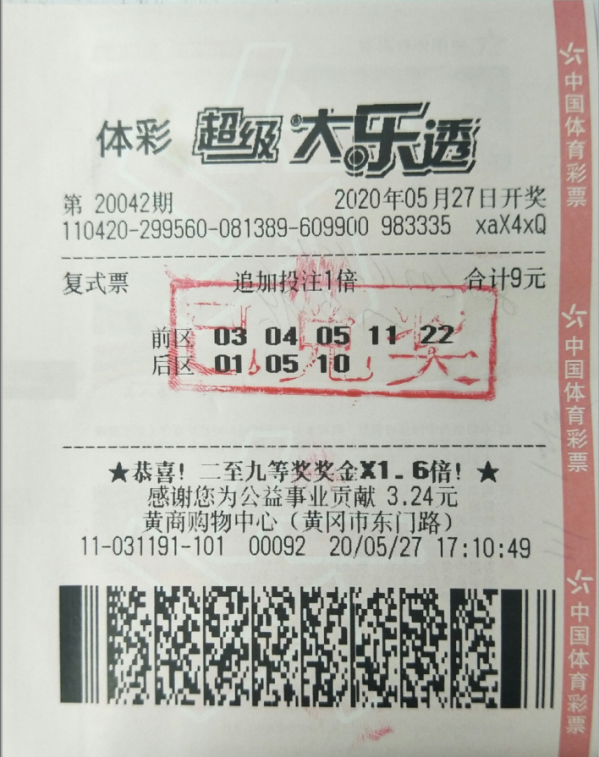 体彩 超级大乐透
第 20042期 2020年05月27日开奖
110420-299560-081389-609900 983335 xaX4xQ
复式票 追加投注1倍 合计9元
前区 03 04 05 11 22
后区 01 05 10
已兑奖
★恭喜! 二至九等奖奖金X1.6倍! ★
感谢您为公益事业贡献 3.24元
黄商购物中心（黄冈市东门路）
11-031191-101 00092 20/05/27 17:10:49
中国体育彩票
中国体育彩票
中国体育彩票